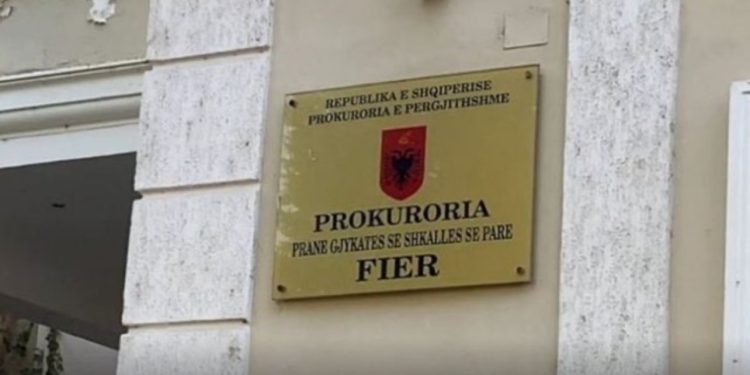 REPUBLIKA E SHQIPERISE
PROKURORIA E PERGJITHSHME
PROKURORIA
PRANE GJYKATES SE SHKALLES SE PARE
FIER